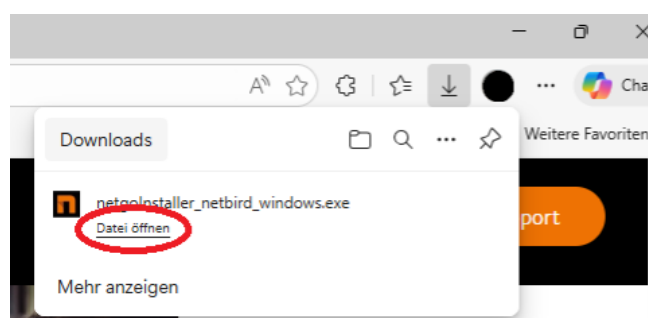 Cha
Downloads
Weitere Favoriten
netgoInstaller_netbird_windows.exe
Datei öffnen
port
Mehr anzeigen